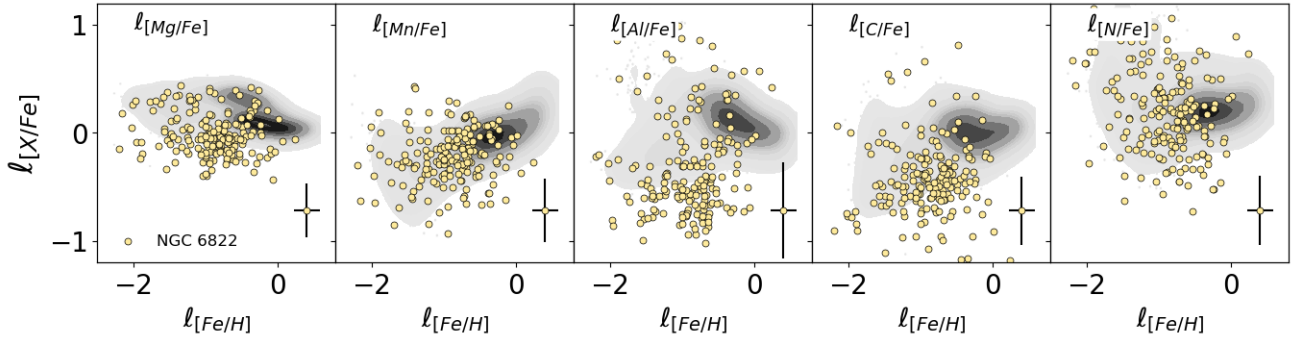 ℓ[Mg/Fe] ℓ[Mn/Fe] ℓ[Al/Fe] ℓ[C/Fe] ℓ[N/Fe]
1
0
−1
ℓ[X/Fe]
NGC 6822
−2 0 −2 0 −2 0 −2 0 −2 0
ℓ[Fe/H] ℓ[Fe/H] ℓ[Fe/H] ℓ[Fe/H] ℓ[Fe/H]